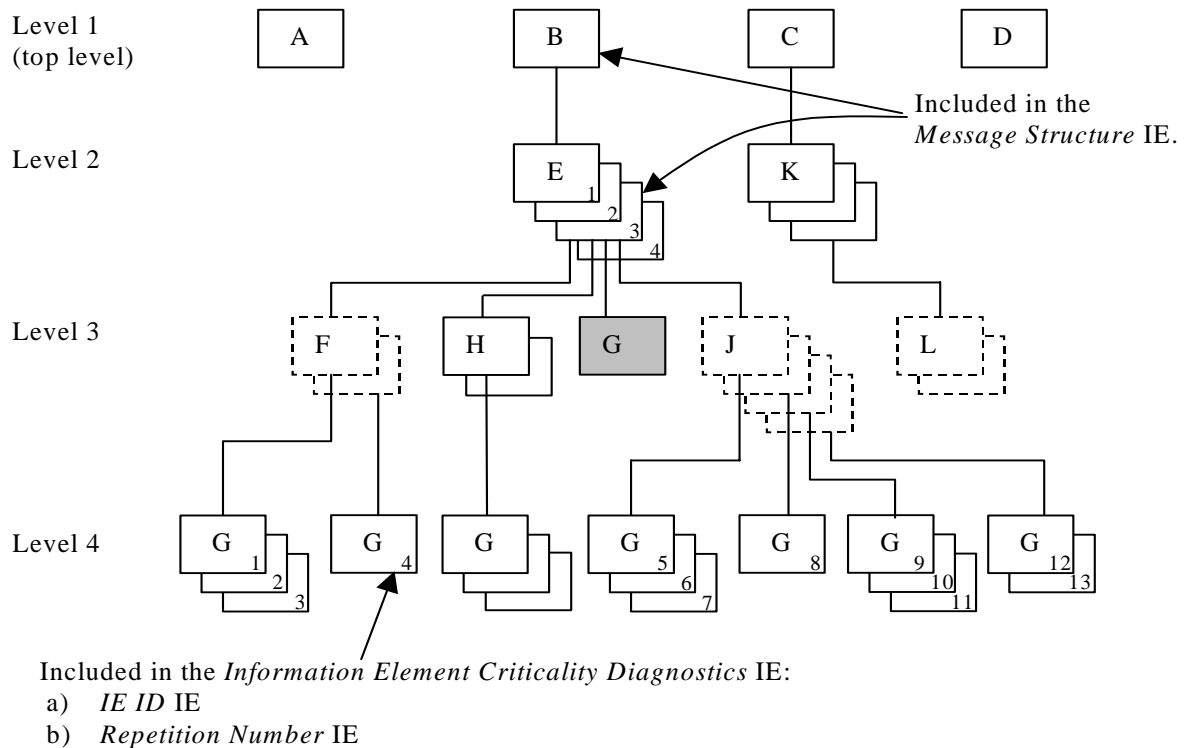 Level 1
(top level)
A
B
C
D
Included in the
Message Structure IE.
Level 2
E
1
2
3
4
K
Level 3
F
H
G
J
L
Level 4
G
1
2
3
G
4
G
G
5
6
7
G
8
G
9
10
11
G
12
13
Included in the Information Element Criticality Diagnostics IE:
a) IE ID IE
b) Repetition Number IE